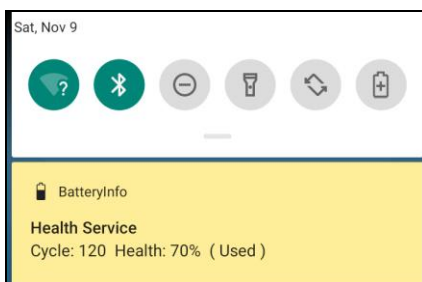 Sat, Nov 9
?
BatteryInfo
Health Service
Cycle: 120 Health: 70% ( Used )